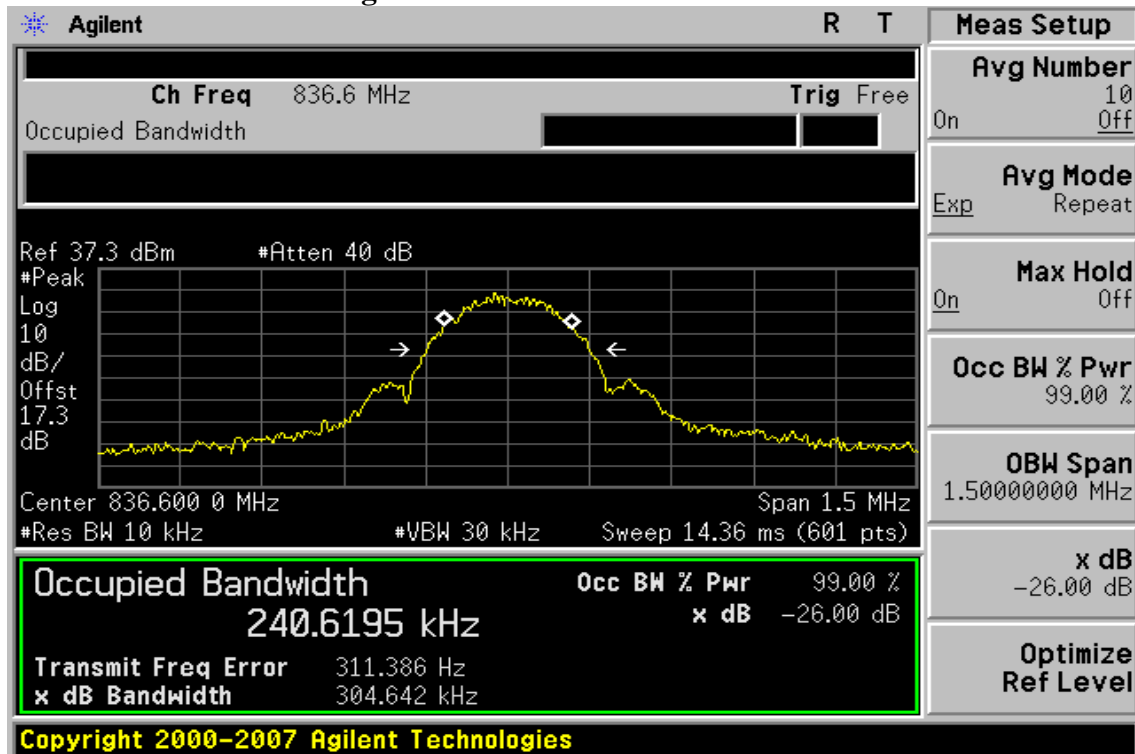 Agilent R T Meas Setup
Ch Freq 836.6 MHz Trig Free
Occupied Bandwidth
Avg Number
10
On Off
Avg Mode
Exp Repeat
Max Hold
On Off
Occ BW % Pwr
99.00 %
OBW Span
1.50000000 MHz
x dB
-26.00 dB
Optimize
Ref Level
Ref 37.3 dBm #Atten 40 dB
#Peak
Log
10
dB/
Offst
17.3
dB
Center 836.600 0 MHz Span 1.5 MHz
#Res BW 10 kHz #VBW 30 kHz Sweep 14.36 ms (601 pts)
Occupied Bandwidth Occ BW % Pwr 99.00 %
240.6195 kHz x dB -26.00 dB
Transmit Freq Error 311.386 Hz
x dB Bandwidth 304.642 kHz
Copyright 2000-2007 Agilent Technologies